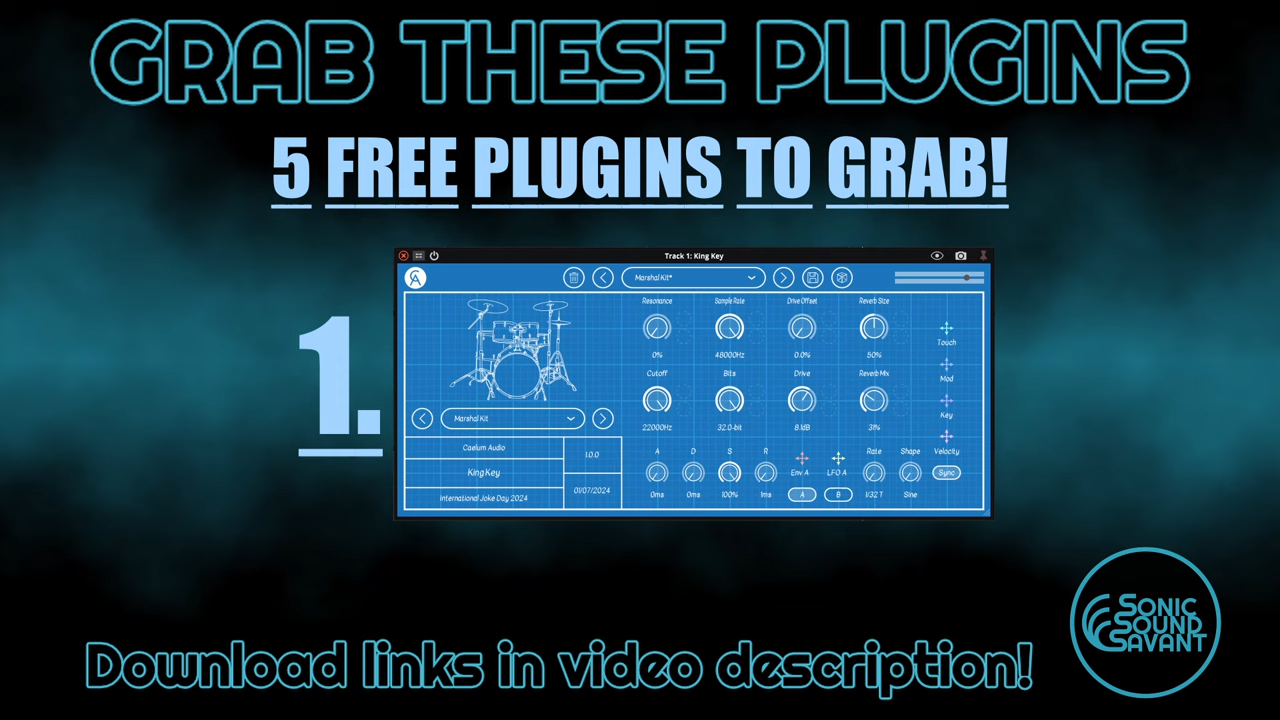 GRAB THESE PLUGINS
5 FREE PLUGINS TO GRAB!
1.
Track 1: King Key
CA
Marshal Kit*
Resonance Sample Rate Drive Offset Reverb Size
0% 48000Hz 0.0% 50%
Touch
Cutoff Bits Drive Reverb Mix
Mod
22000Hz 32.0-bit 8.1dB 31%
Key
Marshal Kit
Caelum Audio
1.0.0
King Key
01/07/2024
International Joke Day 2024
A D S R
Env A LFO A
Rate Shape Velocity
Sync
0ms 0ms 100% 1ms
A B
1/32 T Sine
SONIC
SOUND
SAVANT
Download links in video description!